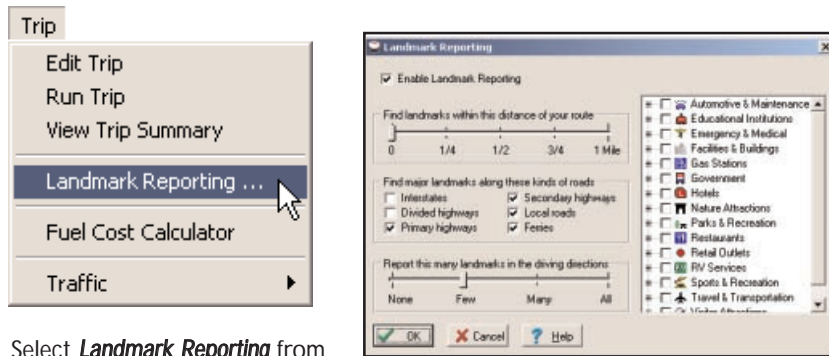 Trip
Edit Trip
Run Trip
View Trip Summary
Landmark Reporting ...
Fuel Cost Calculator
Traffic
Select Landmark Reporting from
Landmark Reporting
Enable Landmark Reporting
Find landmarks within this distance of your route
0 1/4 1/2 3/4 1 Mile
Find major landmarks along these kinds of roads
Interstates Secondary highways
Divided highways Local roads
Primary highways Ferries
Report this many landmarks in the driving directions
None Few Many All
OK Cancel ? Help
Automotive & Maintenance
Educational Institutions
Emergency & Medical
Facilities & Buildings
Gas Stations
Government
Hotels
Nature Attractions
Parks & Recreation
Restaurants
Retail Outlets
RV Services
Sports & Recreation
Travel & Transportation
Visitor Attractions